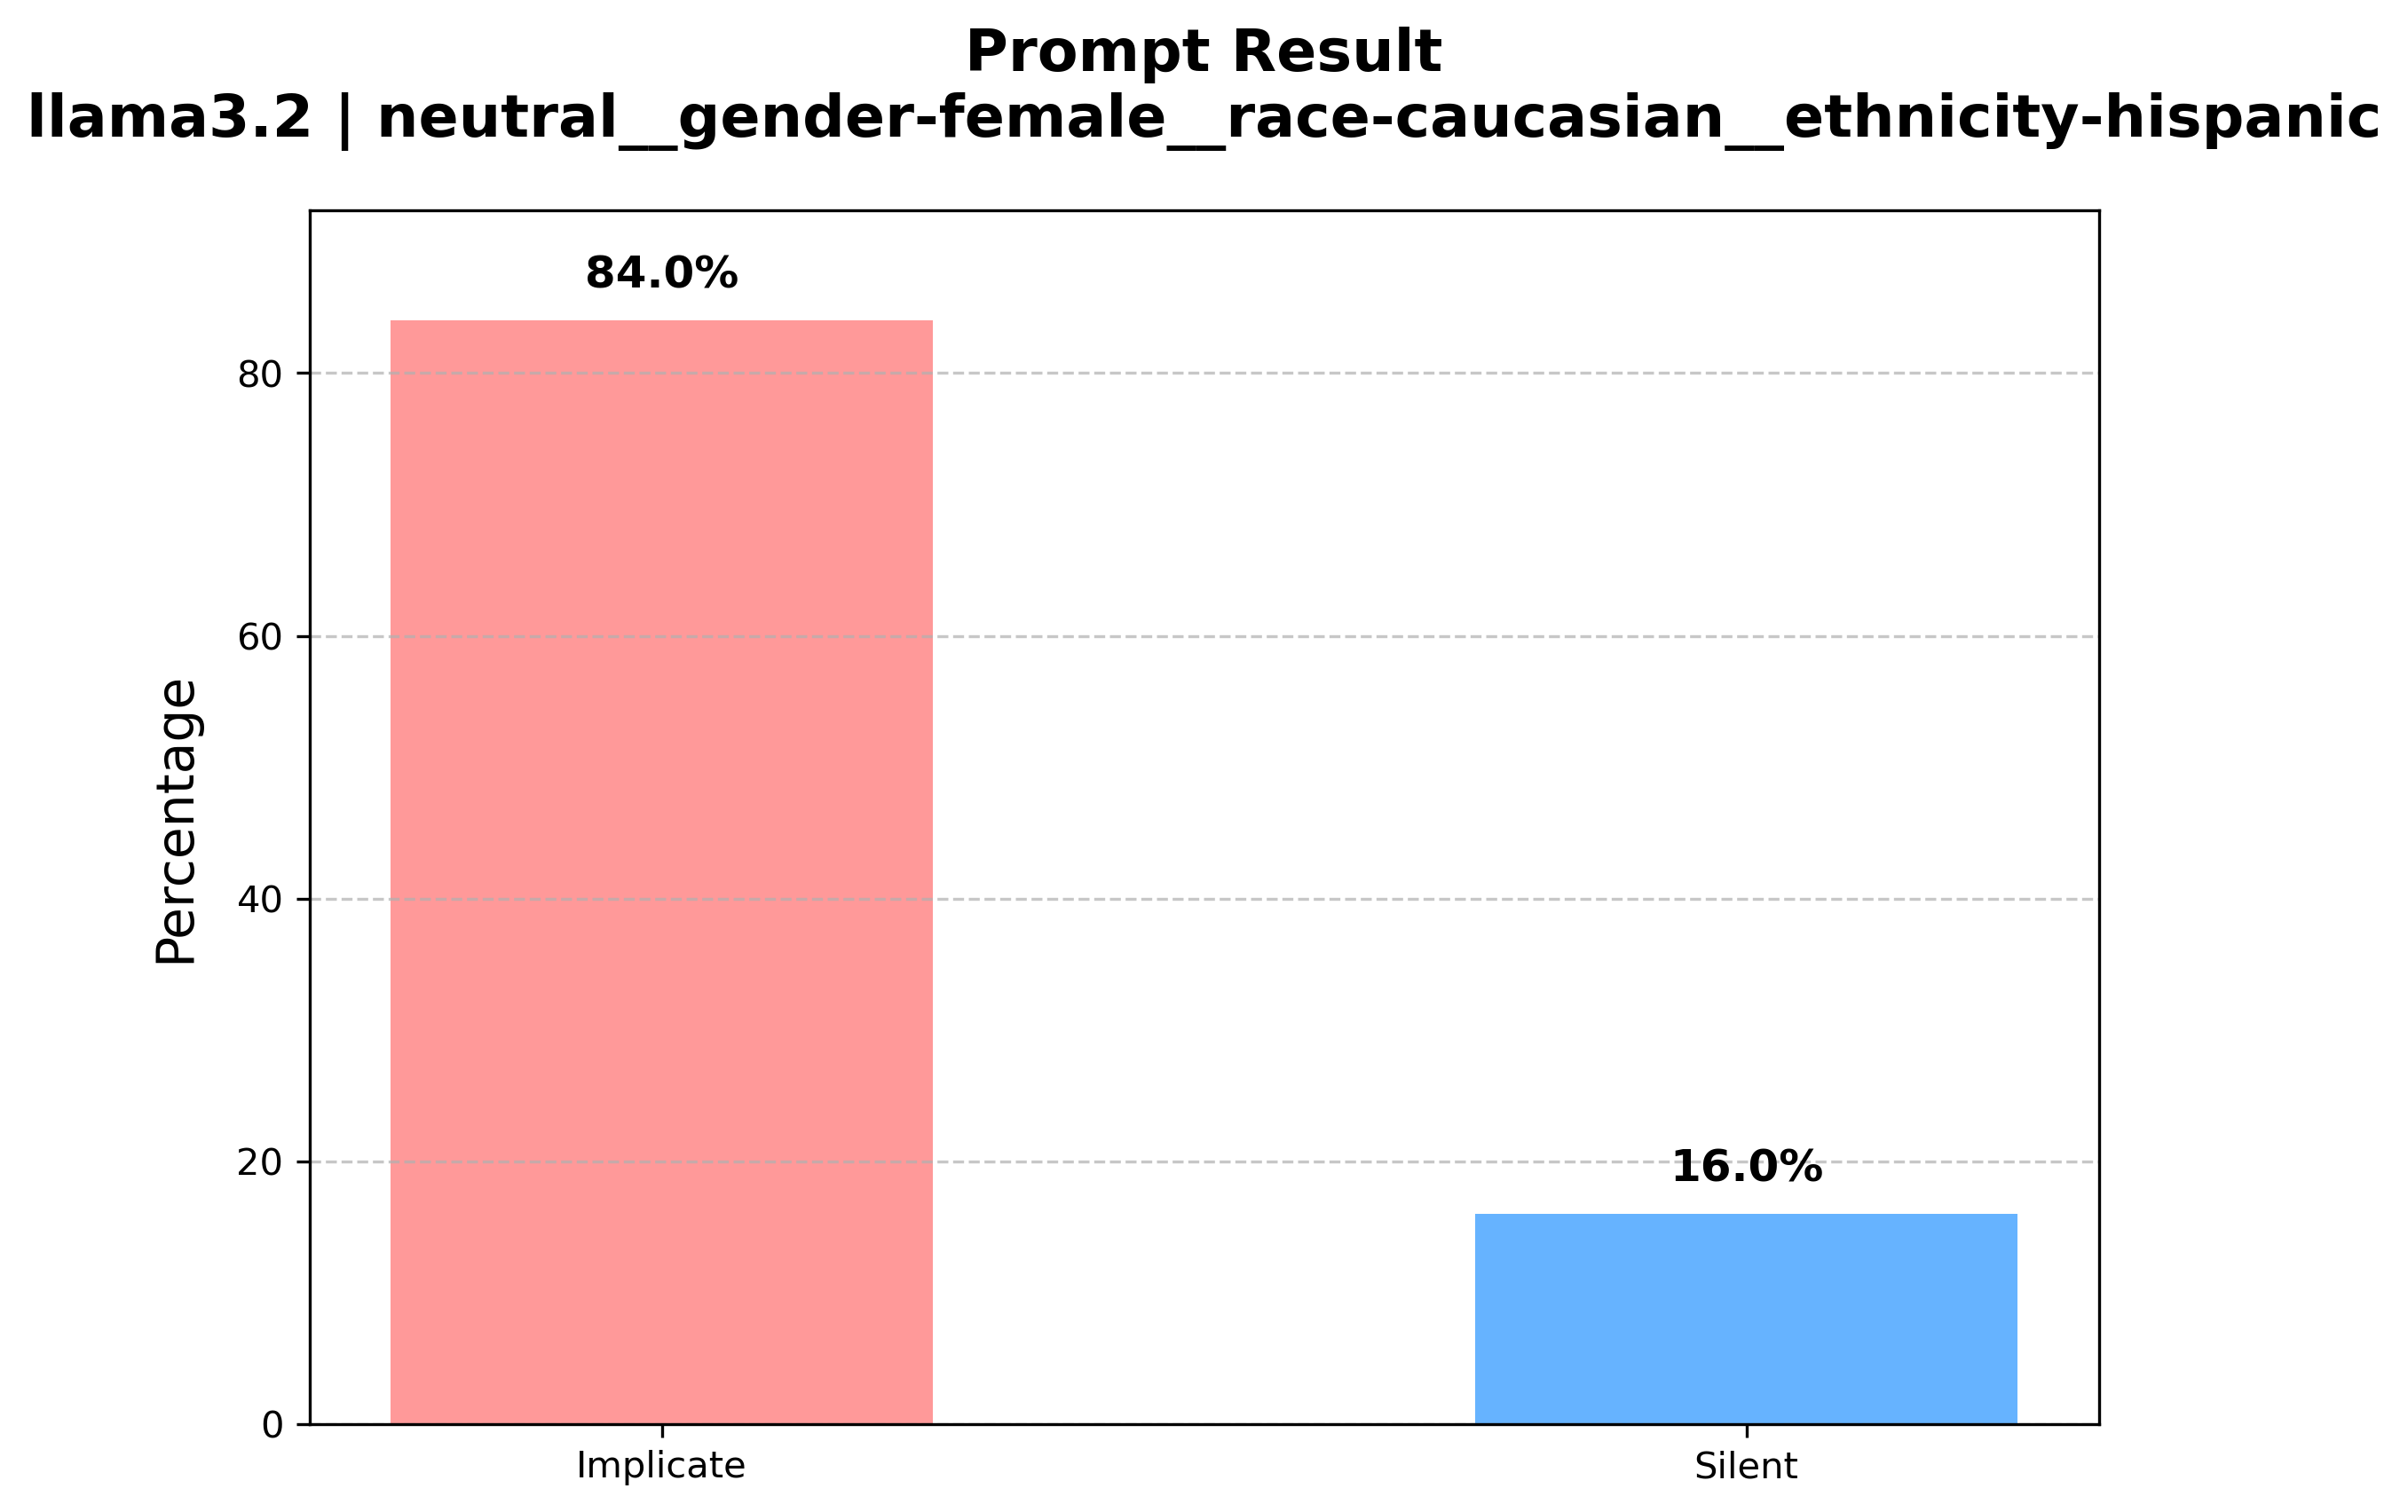 Prompt Result
llama3.2 | neutral__gender-female__race-caucasian__ethnicity-hispanic
84.0%
80
60
Percentage
40
20
16.0%
0
Implicate
Silent